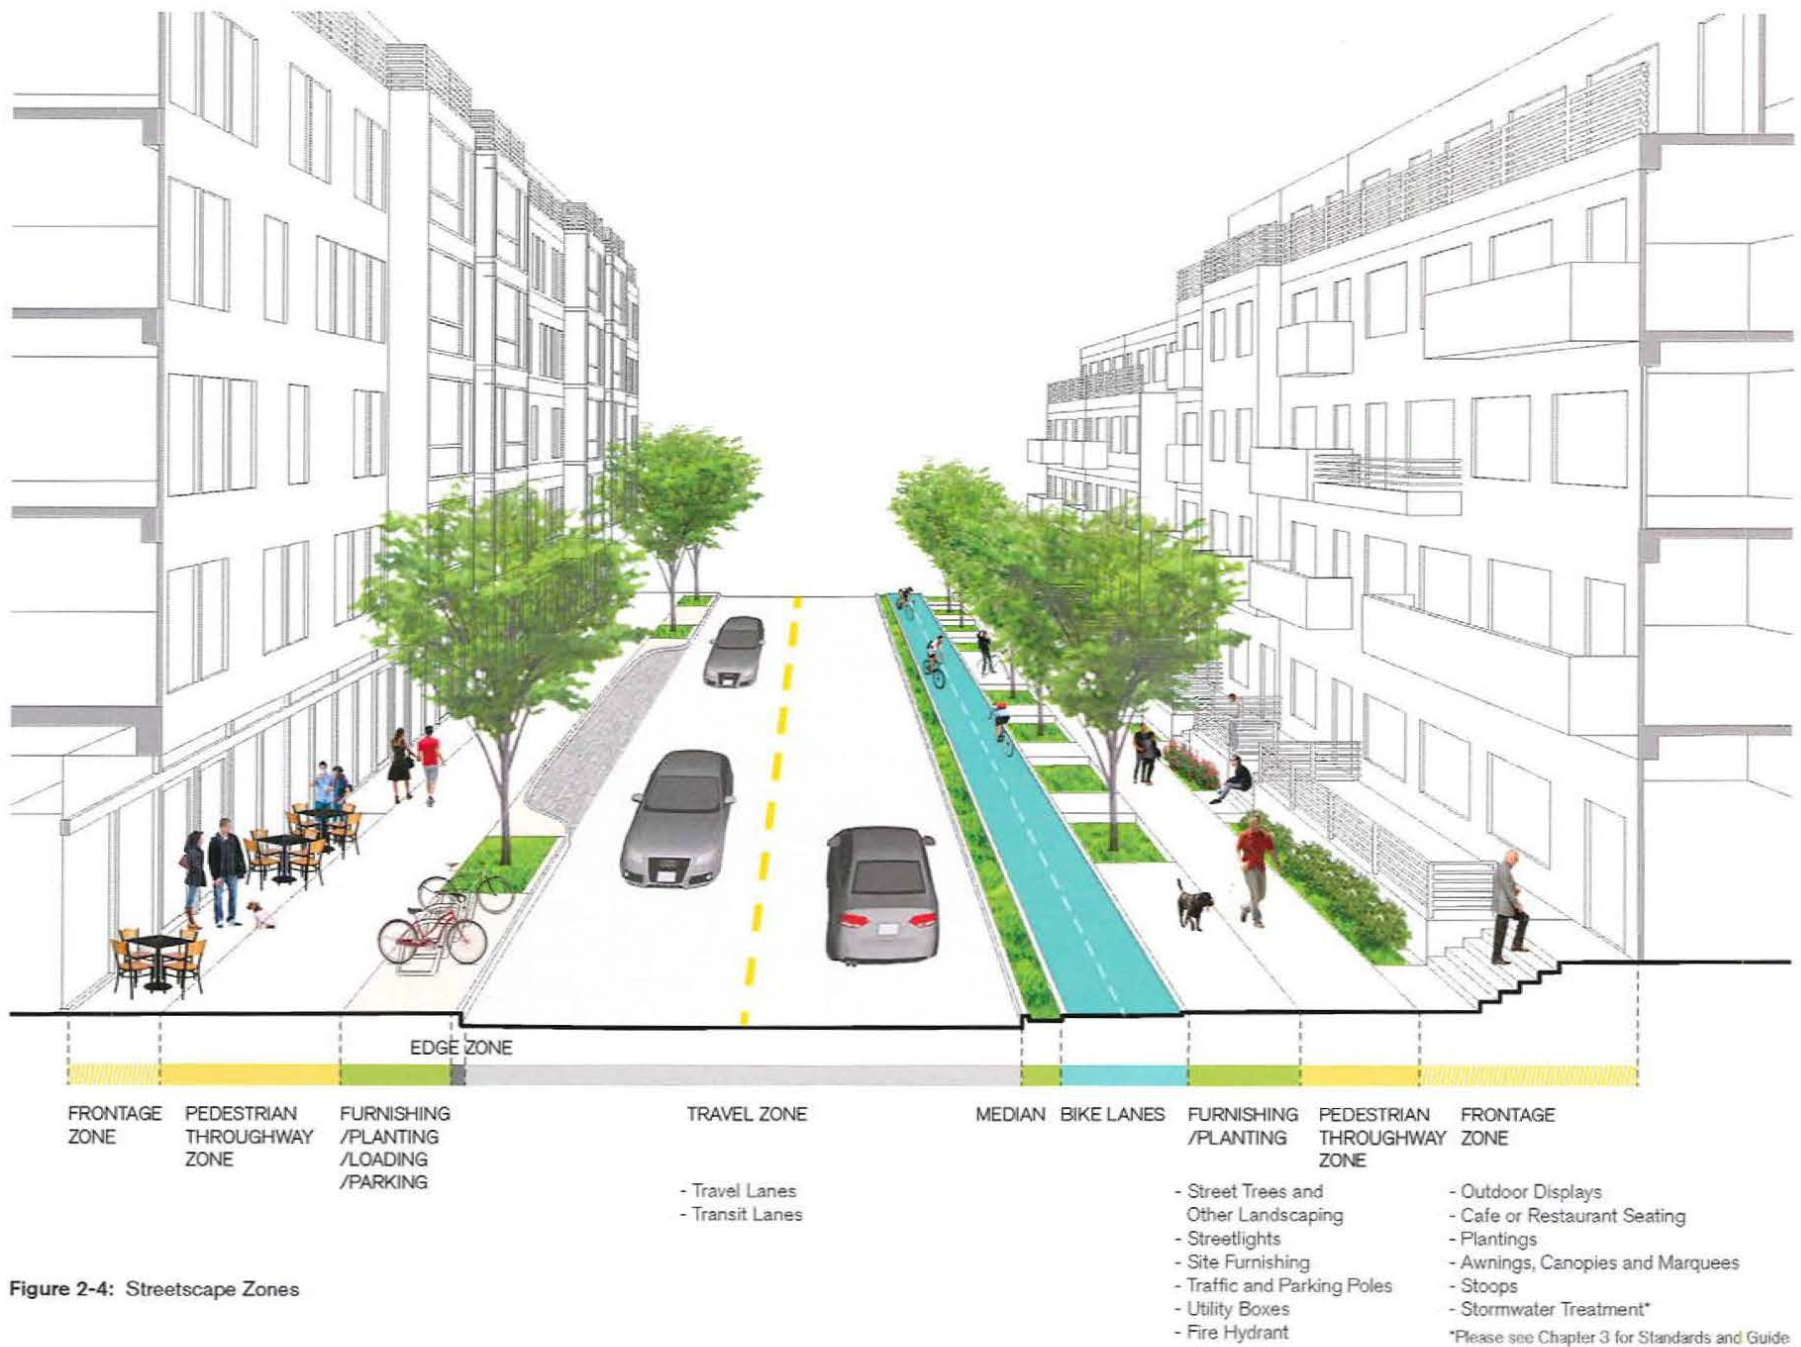 EDGE ZONE
FRONTAGE
ZONE
PEDESTRIAN
THROUGHWAY
ZONE
FURNISHING
/PLANTING
/LOADING
/PARKING
TRAVEL ZONE
- Travel Lanes
- Transit Lanes
MEDIAN
BIKE LANES
FURNISHING
/PLANTING
- Street Trees and
Other Landscaping
- Streetlights
- Site Furnishing
- Traffic and Parking Poles
- Utility Boxes
- Fire Hydrant
PEDESTRIAN
THROUGHWAY
ZONE
FRONTAGE
ZONE
- Outdoor Displays
- Cafe or Restaurant Seating
- Plantings
- Awnings, Canopies and Marquees
- Stoops
- Stormwater Treatment*
*Please see Chapter 3 for Standards and Guide
Figure 2-4: Streetscape Zones